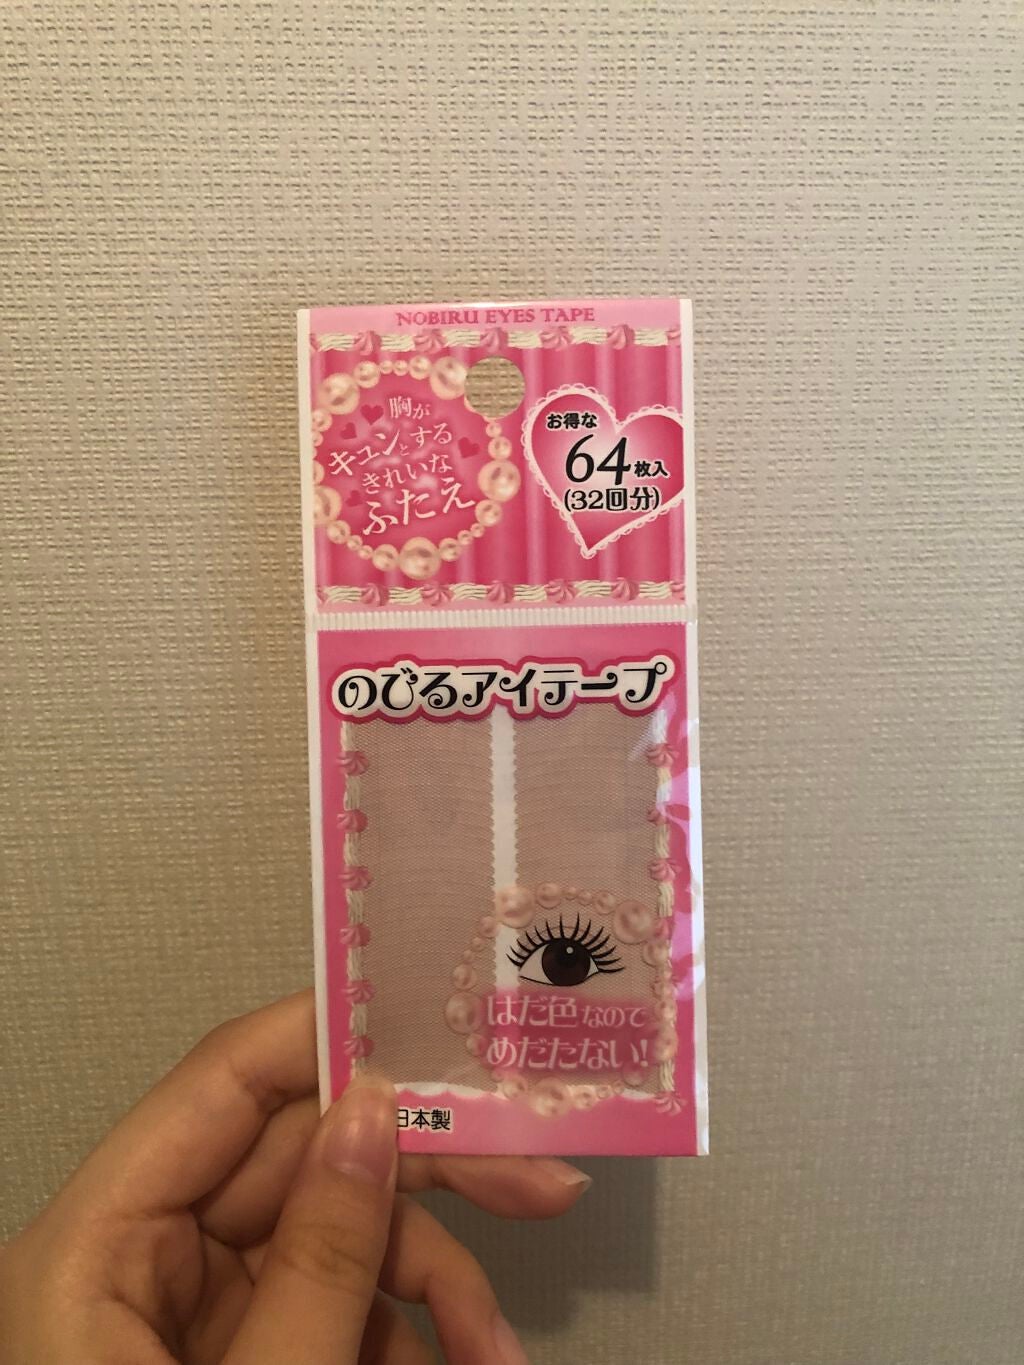 NOBIRU EYES TAPE
胸が
キュンとする
きれいな
ふたえ
お得な
64枚入
(32回分)
のびるアイテープ
はだ色なので
めだたない!
日本製